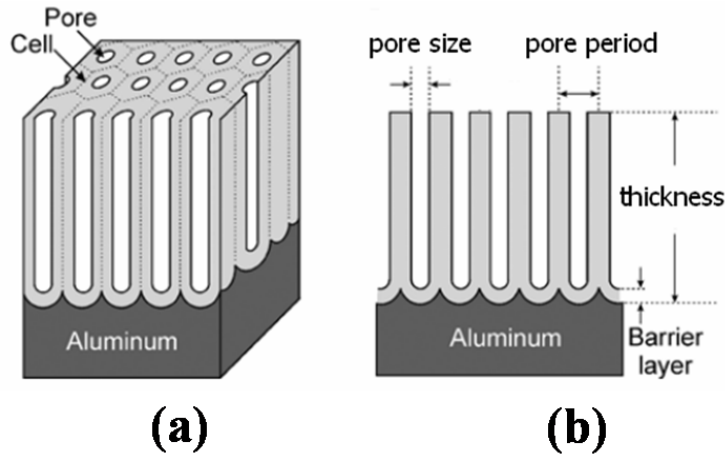 Pore
Cell
Aluminum
(a)
pore size
pore period
thickness
Aluminum
Barrier
layer
(b)